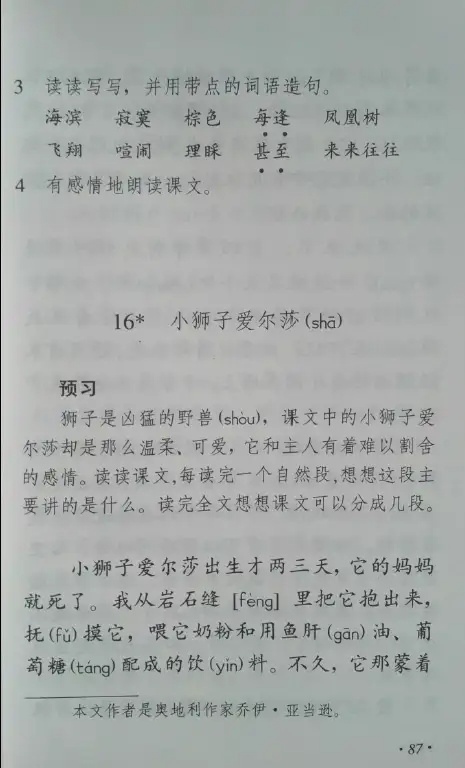 3 读读写写，并用带点的词语造句。
海滨 寂寞 棕色 每逢 凤凰树
飞翔 喧闹 理睬 甚至 来来往往
4 有感情地朗读课文。
16* 小狮子爱尔莎(shā)
预习
狮子是凶猛的野兽(shòu)，课文中的小狮子爱
尔莎却是那么温柔、可爱，它和主人有着难以割舍
的感情。读读课文,每读完一个自然段,想想这段主
要讲的是什么。读完全文想想课文可以分成几段。
小狮子爱尔莎出生才两三天，它的妈妈
就死了。我从岩石缝 [fèng] 里把它抱出来，
抚(fǔ)摸它，喂它奶粉和用鱼肝(gān)油、葡
萄糖(táng)配成的饮(yǐn)料。不久，它那蒙着
本文作者是奥地利作家乔伊·亚当逊。
·87·